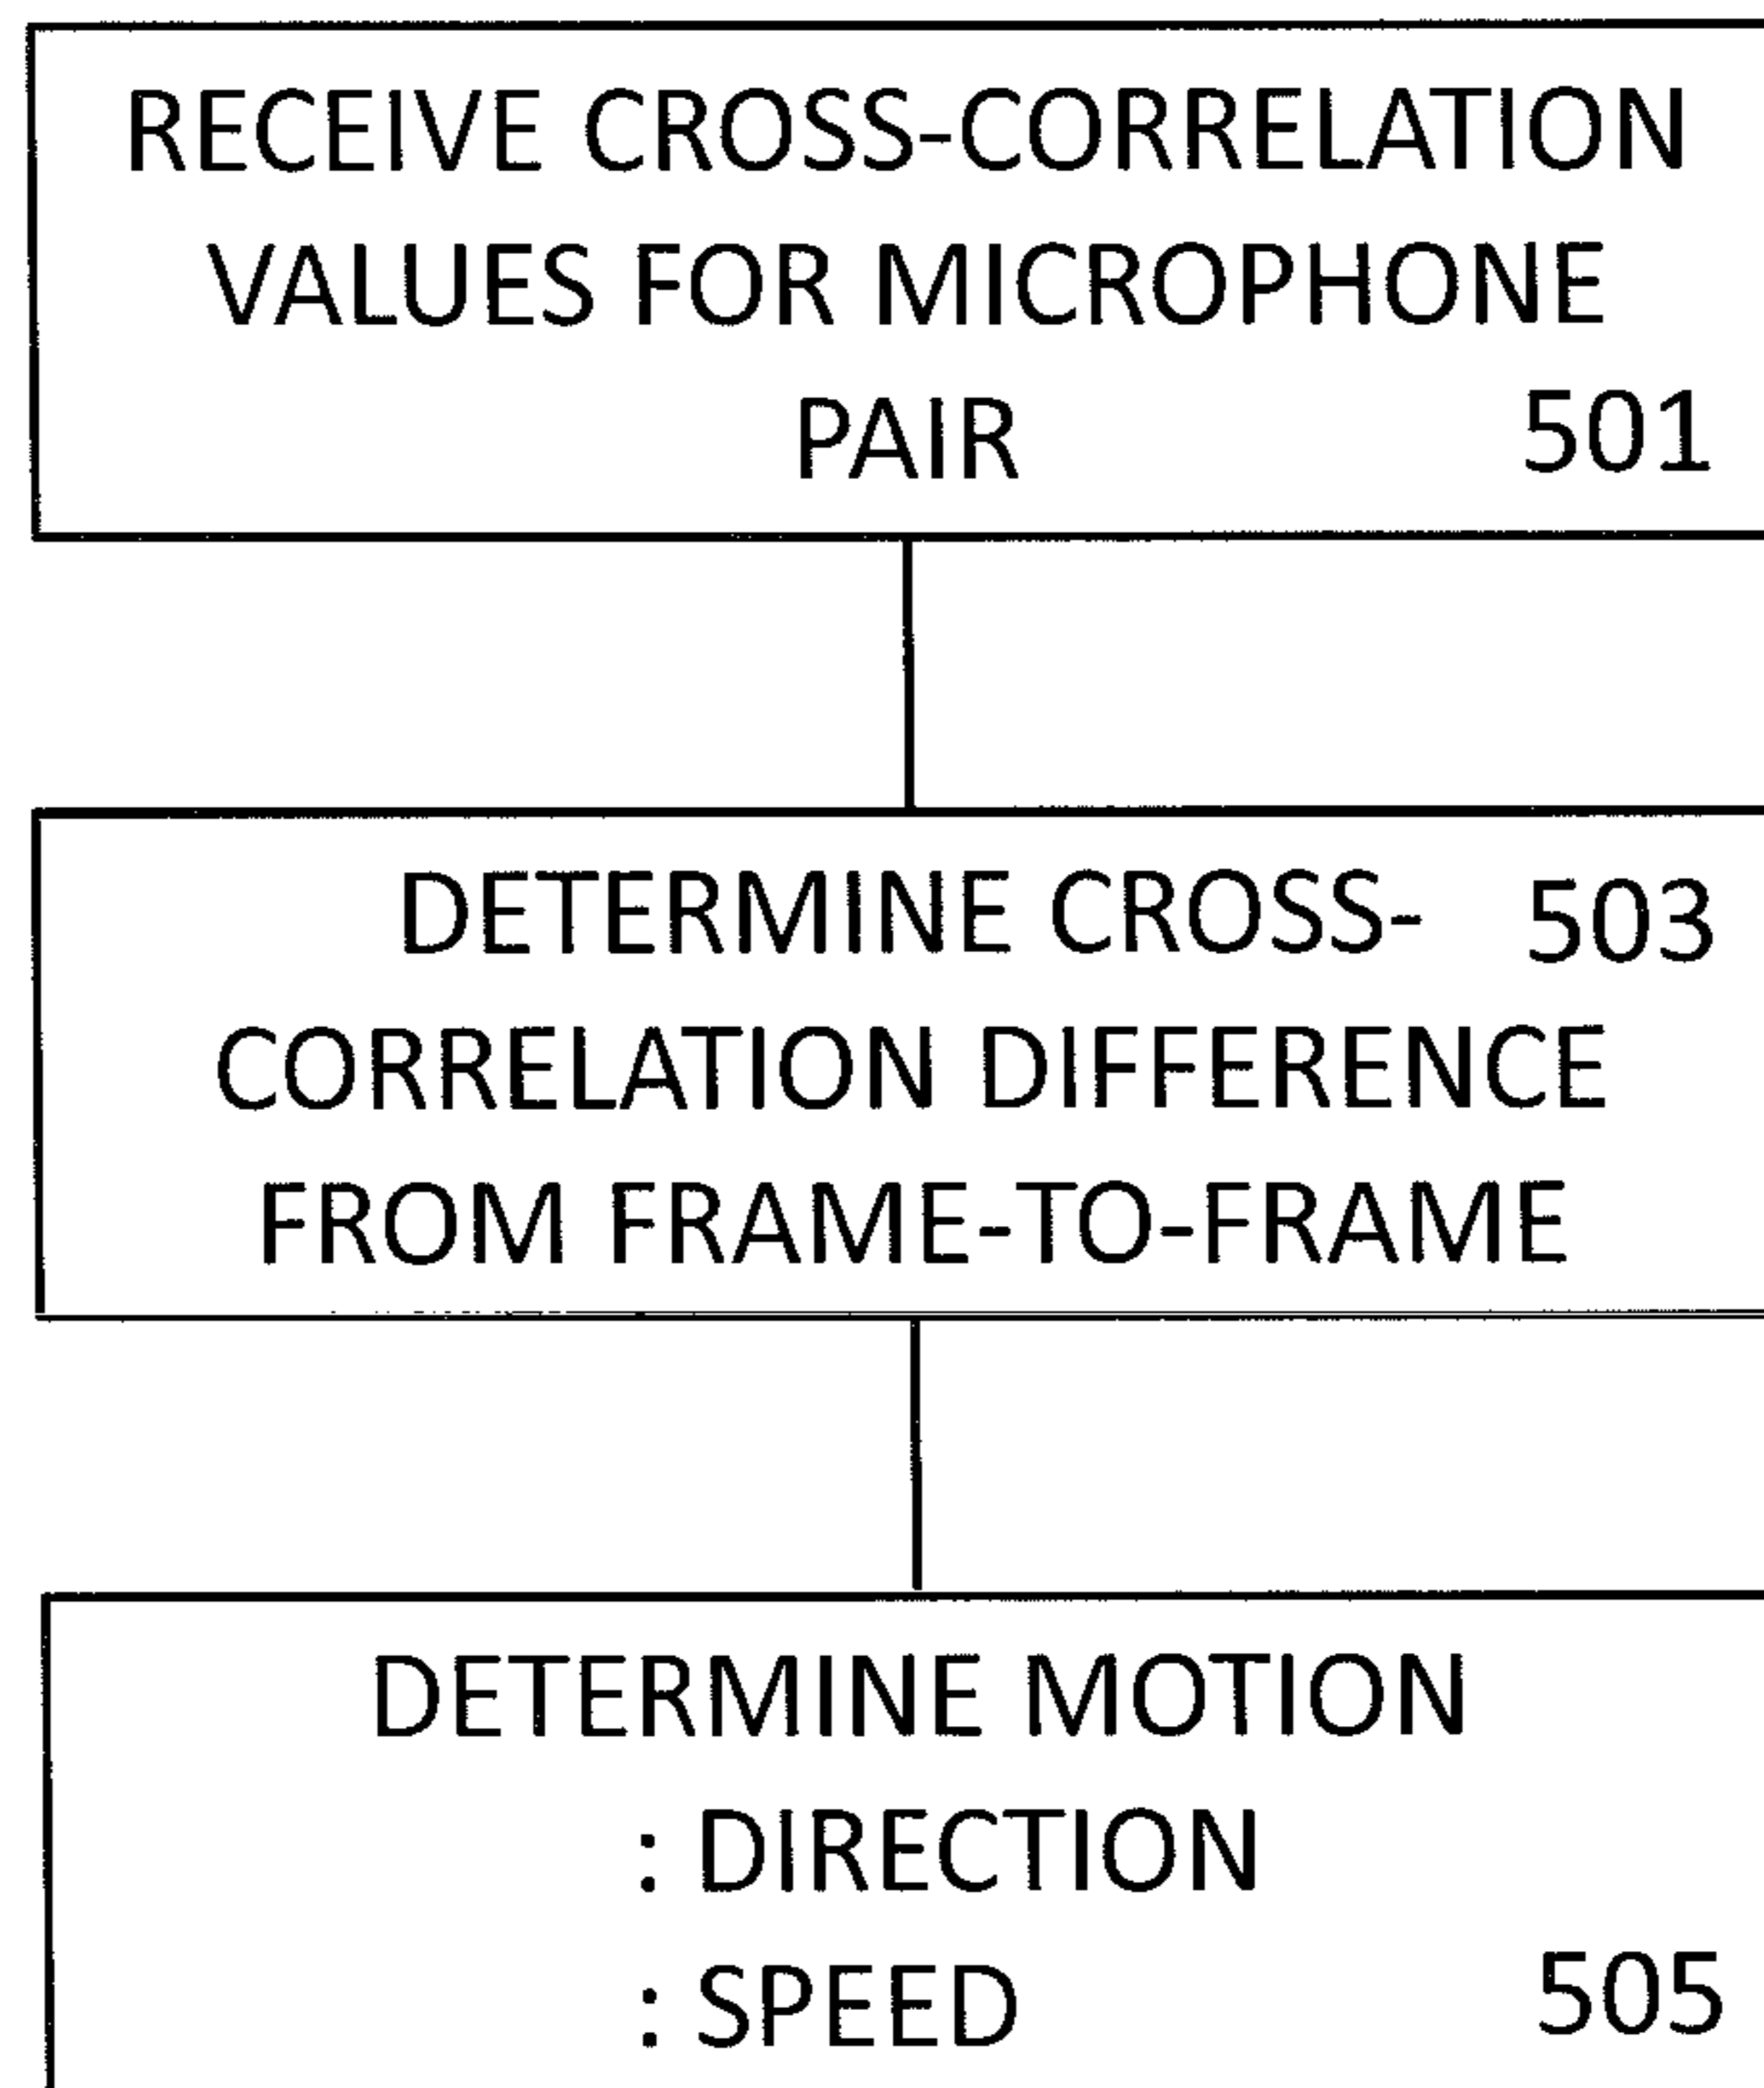 RECEIVE CROSS-CORRELATION
VALUES FOR MICROPHONE
PAIR 501
DETERMINE CROSS- 503
CORRELATION DIFFERENCE
FROM FRAME-TO-FRAME
DETERMINE MOTION
: DIRECTION
: SPEED 505